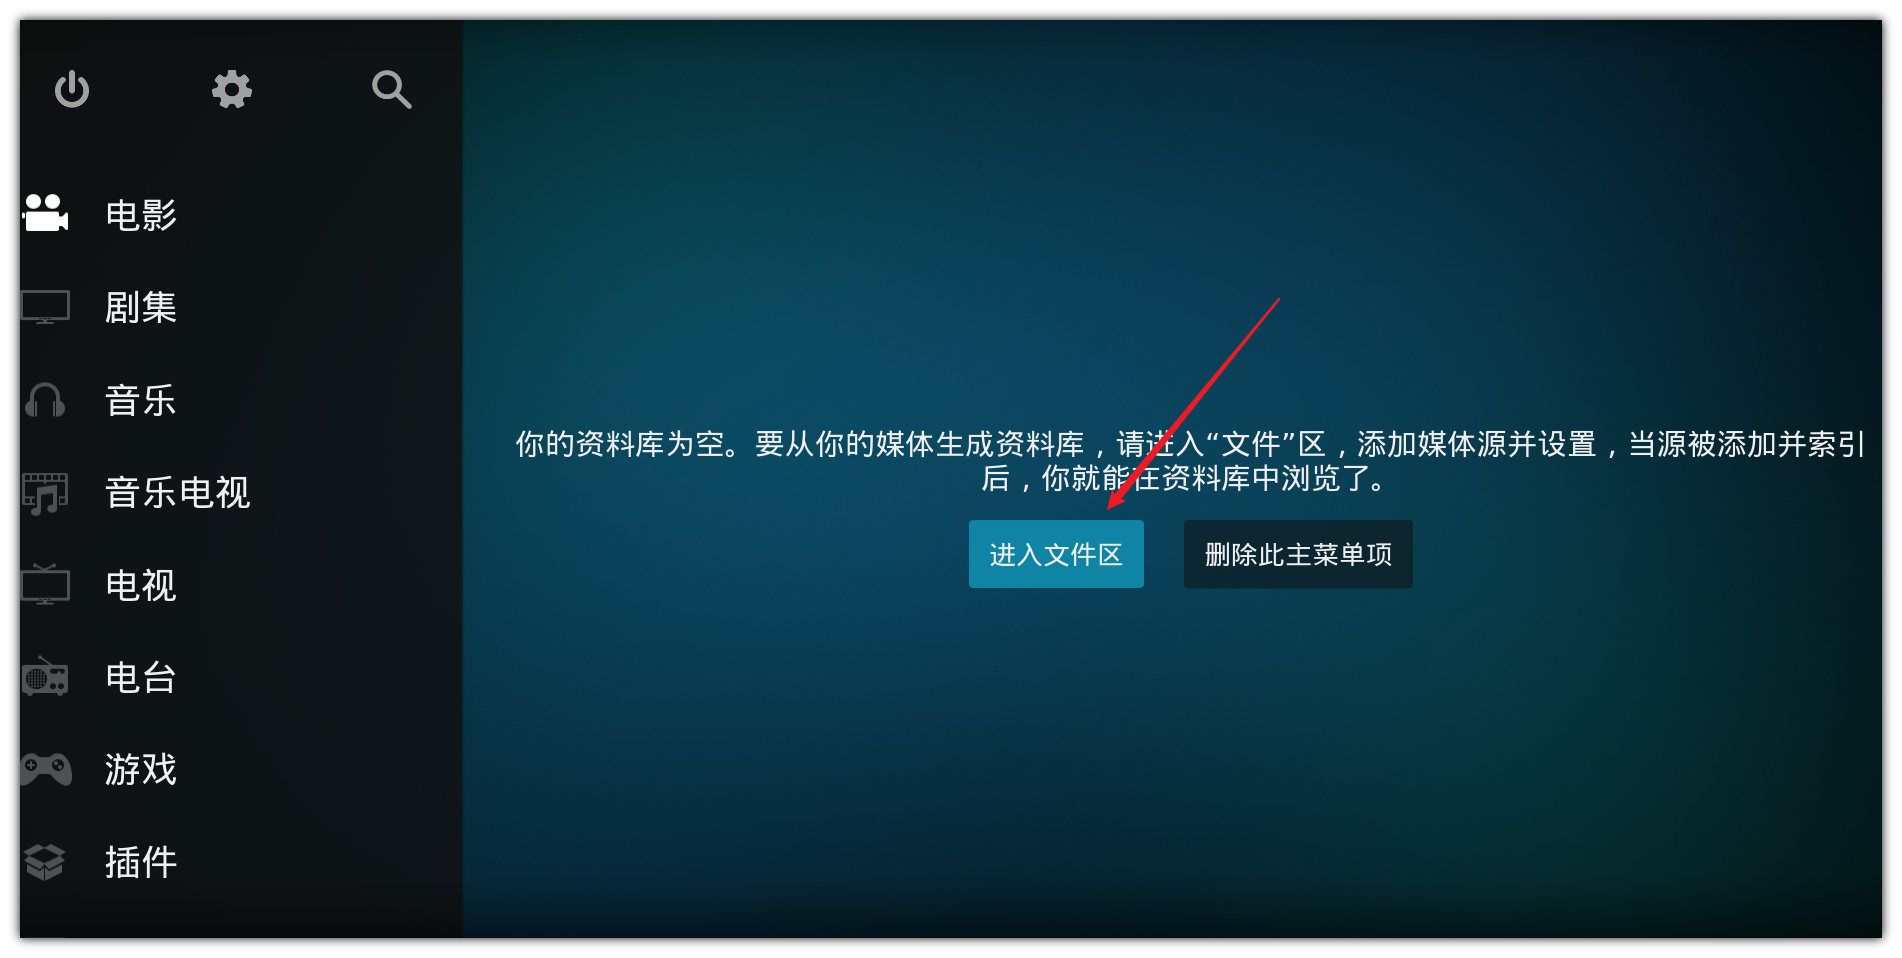 电影
剧集
音乐
音乐电视
电视
电台
游戏
插件
你的资料库为空。要从你的媒体生成资料库，请进入“文件”区，添加媒体源并设置，当源被添加并索引
后，你就能在资料库中浏览了。
进入文件区
删除此主菜单项